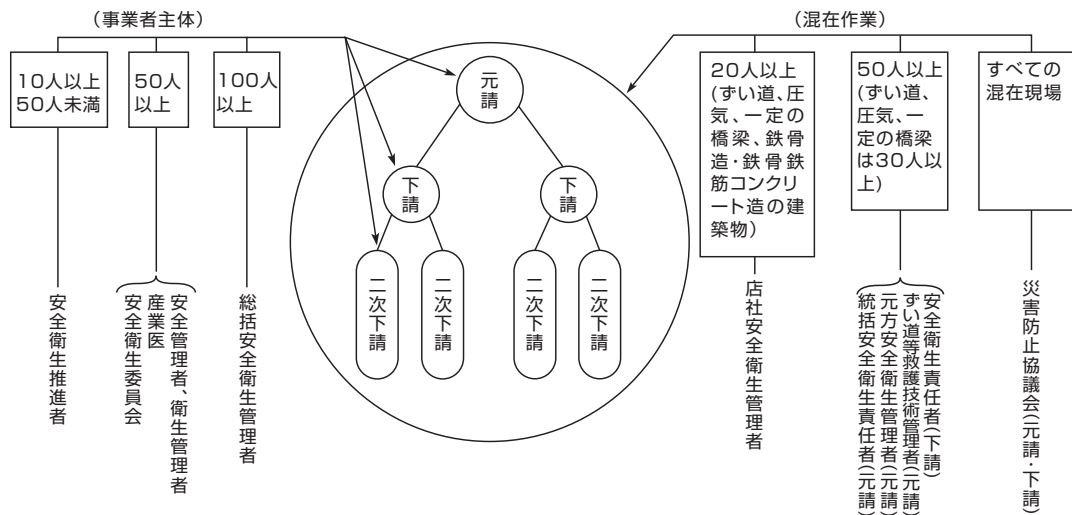 （事業者主体）
（混在作業）
10人以上
50人未満
50人
以上
100人
以上
20人以上
(ずい道、圧
気、一定の
橋梁、鉄骨
造・鉄骨鉄
筋コンクリ
ート造の建
築物）
50人以上
(ずい道、
圧気、一
定の橋梁
は30人以
上)
すべての
混在現場
元請
下請
下請
二次下請
二次下請
二次下請
二次下請
安全衛生推進者
安全管理者、衛生管理者
産業医
安全衛生委員会
総括安全衛生管理者
店社安全衛生管理者
安全衛生責任者(下請)
ずい道等救護技術管理者(元請)
元方安全衛生管理者(元請)
統括安全衛生責任者(元請)
災害防止協議会(元請・下請)